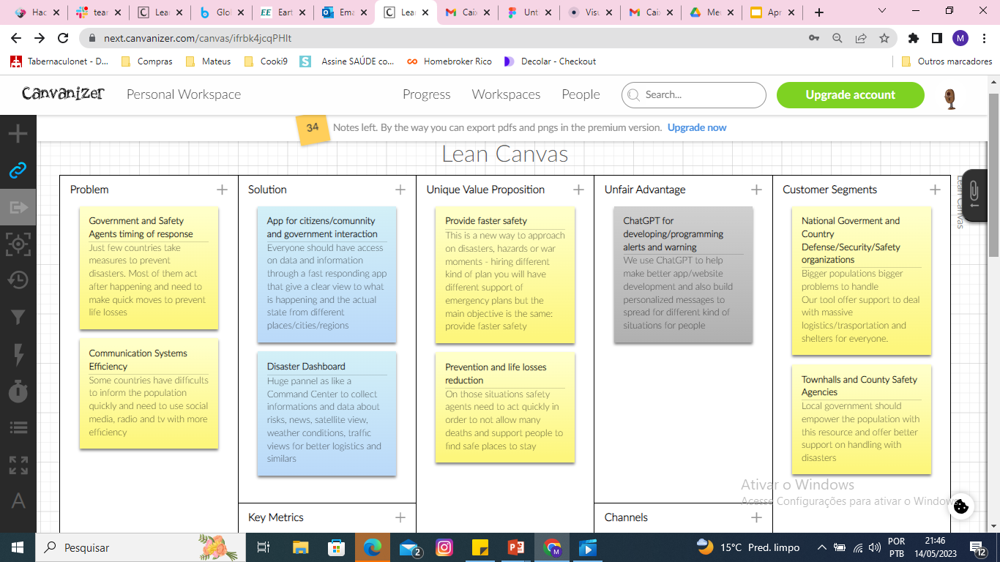 Hac
tear
Lear
Glo
Eart
Ema
Lea
Caix
Unt
Visu
Caix
Me
Apr
next.canvanizer.com/canvas/ifrbk4jcqPHIt
M
Tabernaculonet - D...
Compras
Mateus
Cooki9
Assine SAÚDE co...
Homebroker Rico
Decolar - Checkout
Outros marcadores
Canvanizer
Personal Workspace
Progress
Workspaces
People
Search...
Upgrade account
34
Notes left. By the way you can export pdfs and pngs in the premium version. Upgrade now
Lean Canvas
Lean Canvas
Problem
Government and Safety
Agents timing of response
Just few countries take
measures to prevent
disasters. Most of them act
after happening and need to
make quick moves to prevent
life losses
Communication Systems
Efficiency
Some countries have difficults
to inform the population
quickly and need to use social
media, radio and tv with more
efficiency
Solution
App for citizens/comunnity
and government interaction
Everyone should have access
on data and information
through a fast responding app
that give a clear view to what
is happening and the actual
state from different
places/cities/regions
Disaster Dashboard
Huge pannel as like a
Command Center to collect
informations and data about
risks, news, satellite view,
weather conditions, traffic
views for better logistics and
similars
Key Metrics
Unique Value Proposition
Provide faster safety
This is a new way to approach
on disasters, hazards or war
moments - hiring different
kind of plan you will have
different support of
emergency plans but the
main objective is the same:
provide faster safety
Prevention and life losses
reduction
On those situations safety
agents need to act quickly in
order to not allow many
deaths and support people to
find safe places to stay
Unfair Advantage
ChatGPT for
developing/programming
alerts and warning
We use ChatGPT to help
make better app/website
development and also build
personalized messages to
spread for different kind of
situations for people
Channels
Customer Segments
National Goverment and
Country
Defense/Security/Safety
organizations
Bigger populations bigger
problems to handle
Our tool offer support to deal
with massive
logistics/trasportation and
shelters for everyone.
Townhalls and County Safety
Agencies
Local government should
empower the population with
this resource and offer better
support on handling with
disasters
Ativar o Windows
Acesse Configurações para ativar o Windows.
Pesquisar
2
M
15°C Pred. limpo
POR
PTB
21:46
14/05/2023
12